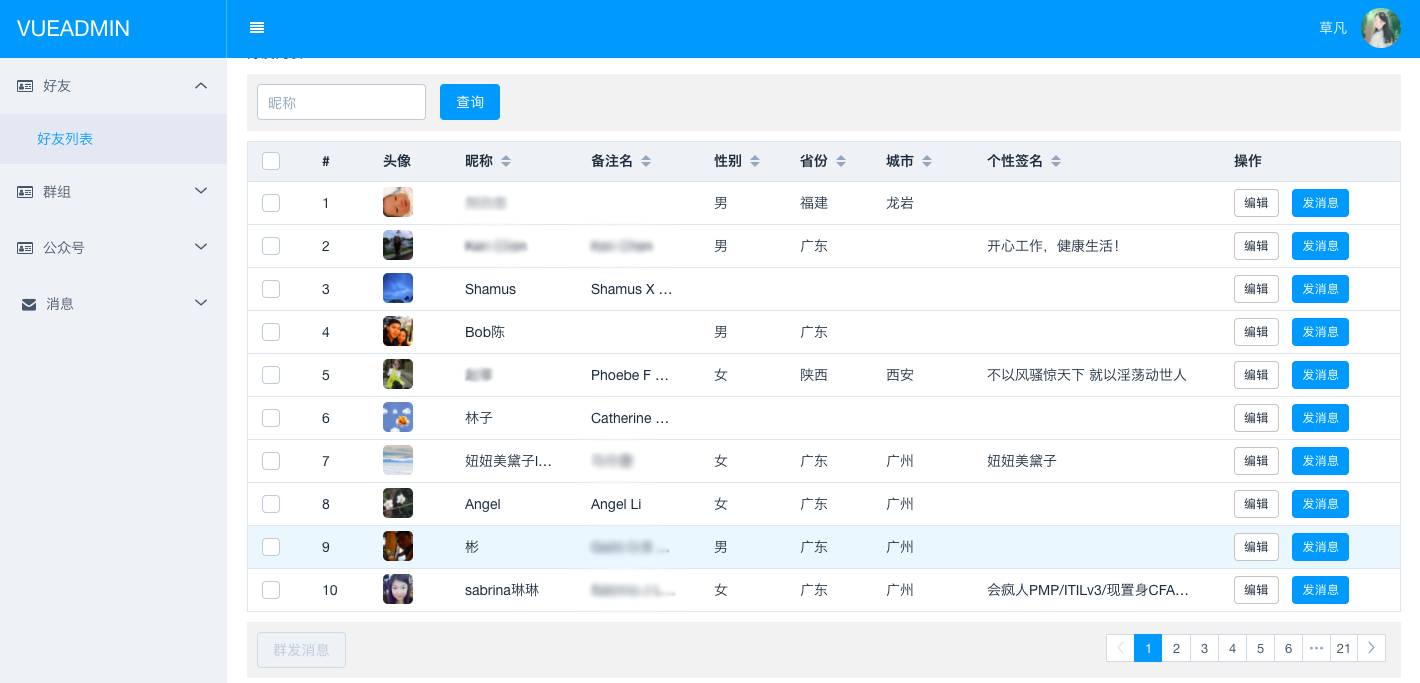 VUEADMIN
草凡
好友
好友列表
群组
公众号
消息
昵称 查询
# 头像 昵称 备注名 性别 省份 城市 个性签名 操作
1 男 福建 龙岩 编辑 发消息
2 男 广东 开心工作，健康生活！ 编辑 发消息
3 Shamus Shamus X ... 编辑 发消息
4 Bob陈 男 广东 编辑 发消息
5 Phoebe F ... 女 陕西 西安 不以风骚惊天下 就以淫荡动世人 编辑 发消息
6 林子 Catherine ... 编辑 发消息
7 妞妞美黛子l... 女 广东 广州 妞妞美黛子 编辑 发消息
8 Angel Angel Li 女 广东 广州 编辑 发消息
9 彬 男 广东 广州 编辑 发消息
10 sabrina琳琳 女 广东 广州 会疯人PMP/ITILv3/现置身CFA... 编辑 发消息
群发消息 1 2 3 4 5 6 ... 21